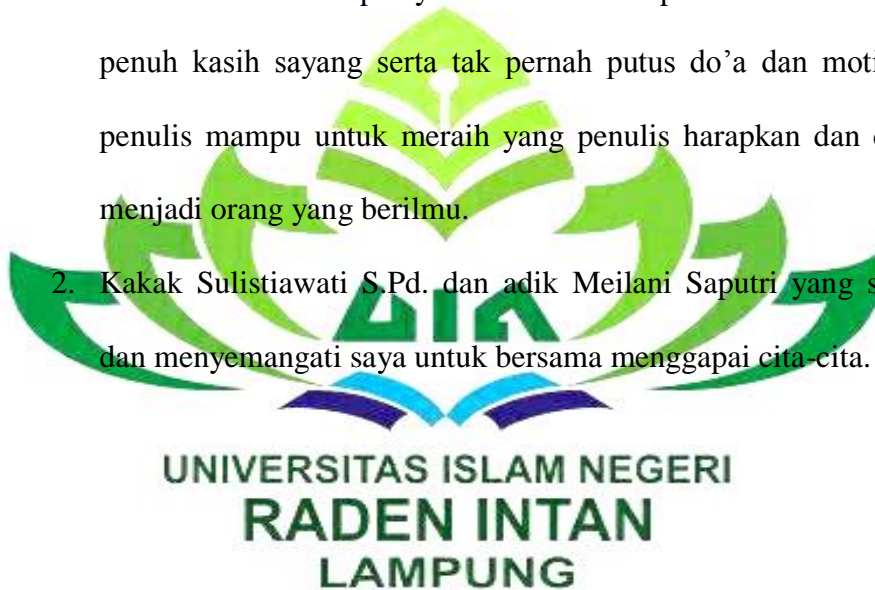 penuh kasih sayang serta tak pernah putus do’a dan
penulis mampu untuk meraih yang penulis harapkan dan
menjadi orang yang berilmu.
2. Kakak Sulistiawati S.Pd. dan adik Meilani Saputri yang
dan menyemangati saya untuk bersama menggapai cita-cita.
UIN
UNIVERSITAS ISLAM NEGERI
RADEN INTAN
LAMPUNG